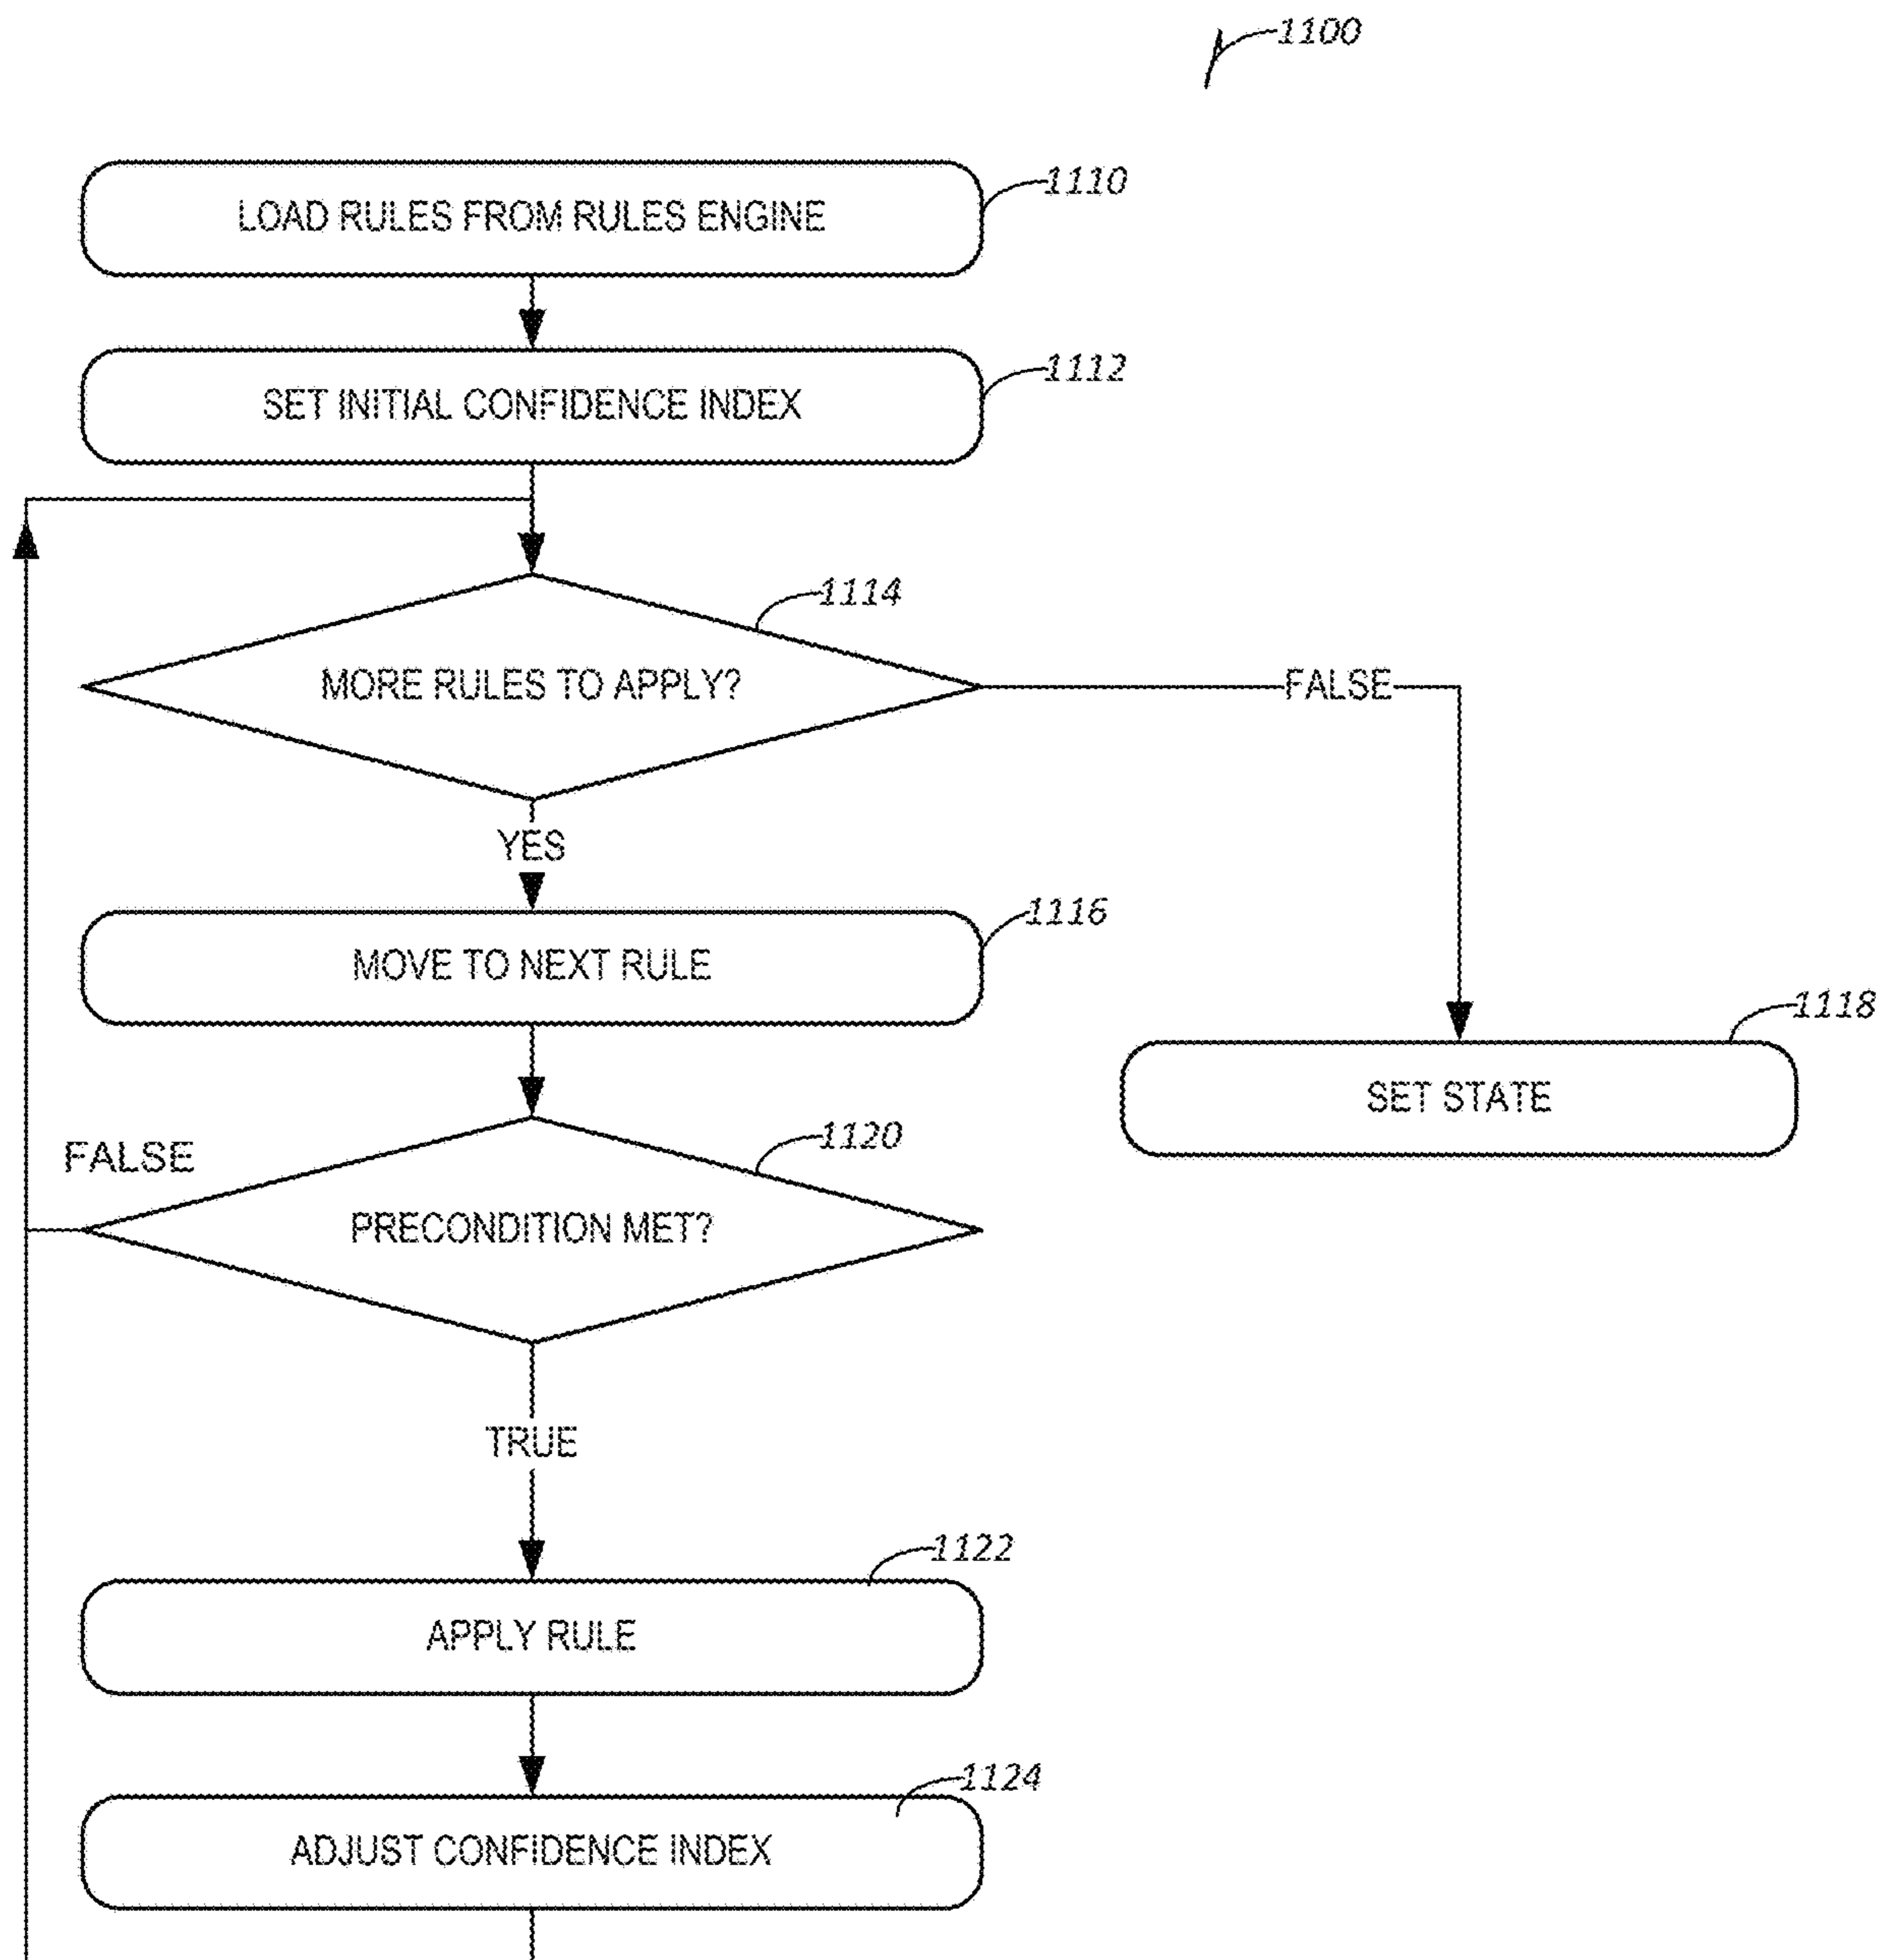 1100
1110
LOAD RULES FROM RULES ENGINE
1112
SET INITIAL CONFIDENCE INDEX
1114
MORE RULES TO APPLY?
FALSE
YES
1116
MOVE TO NEXT RULE
1118
SET STATE
1120
FALSE
PRECONDITION MET?
TRUE
1122
APPLY RULE
1124
ADJUST CONFIDENCE INDEX